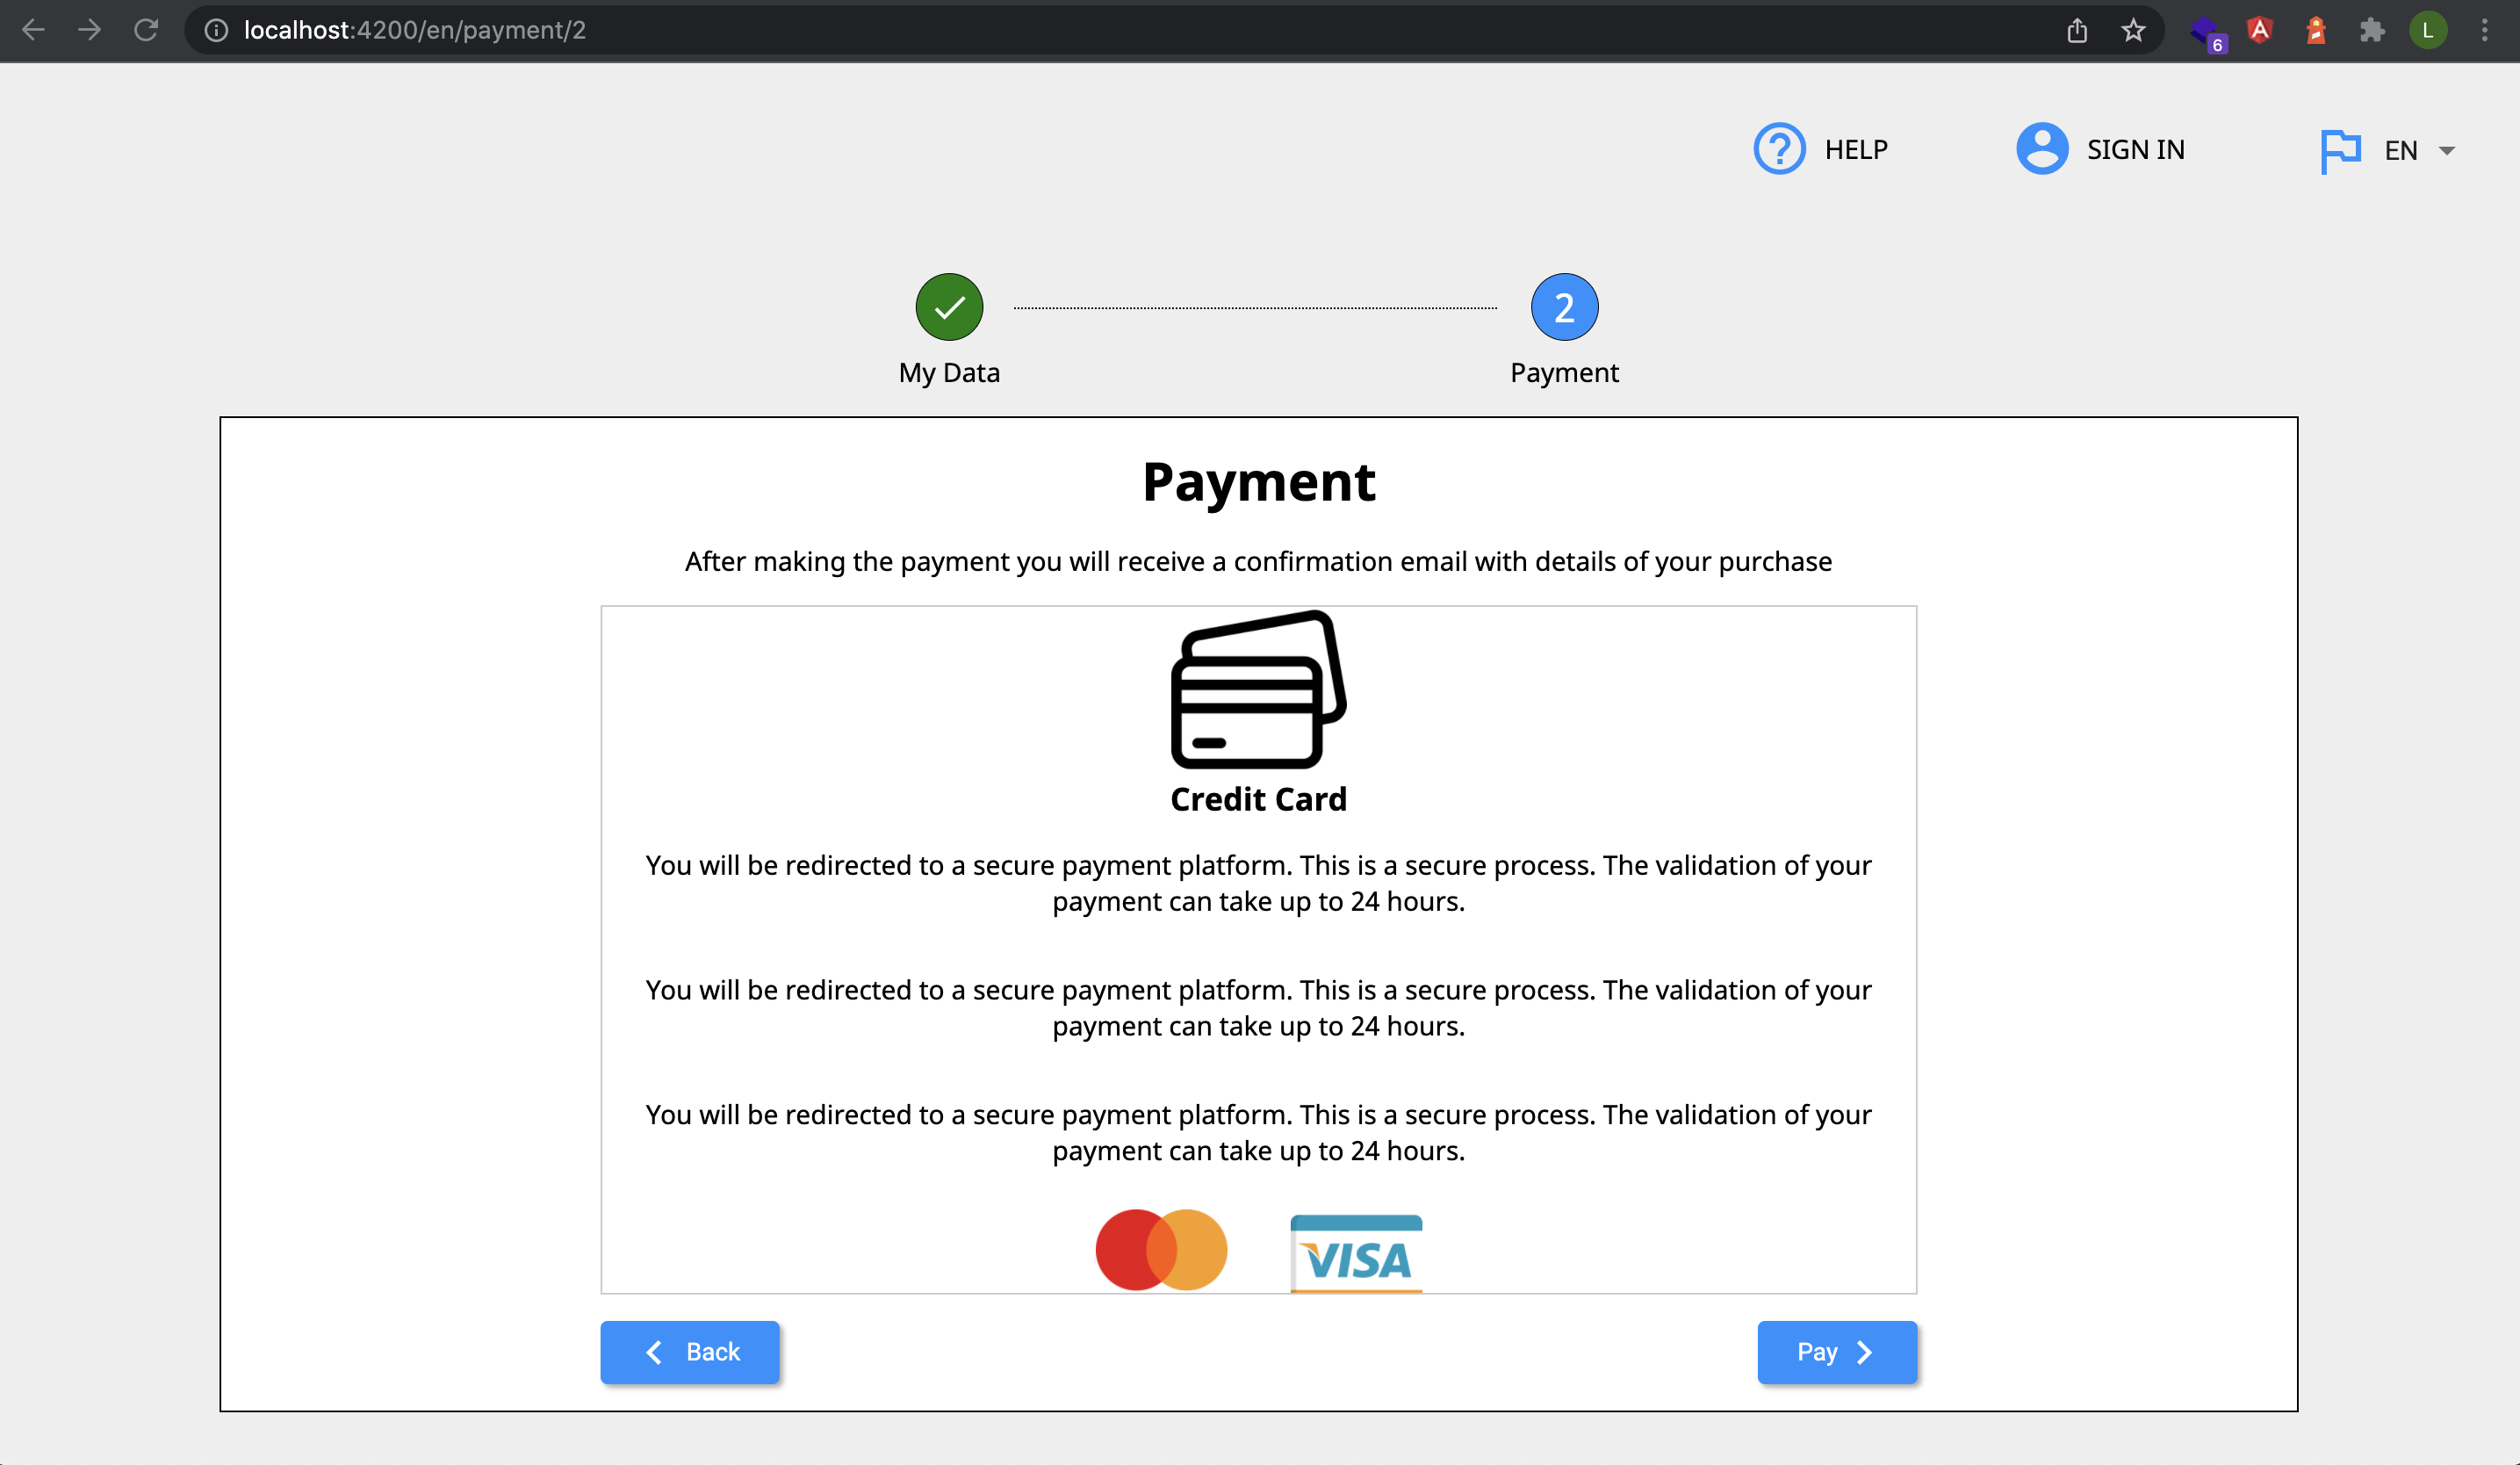 localhost:4200/en/payment/2
6
L
HELP
SIGN IN
EN
2
My Data
Payment
Payment
After making the payment you will receive a confirmation email with details of your purchase
Credit Card
You will be redirected to a secure payment platform. This is a secure process. The validation of your
payment can take up to 24 hours.
You will be redirected to a secure payment platform. This is a secure process. The validation of your
payment can take up to 24 hours.
You will be redirected to a secure payment platform. This is a secure process. The validation of your
payment can take up to 24 hours.
VISA
Back
Pay